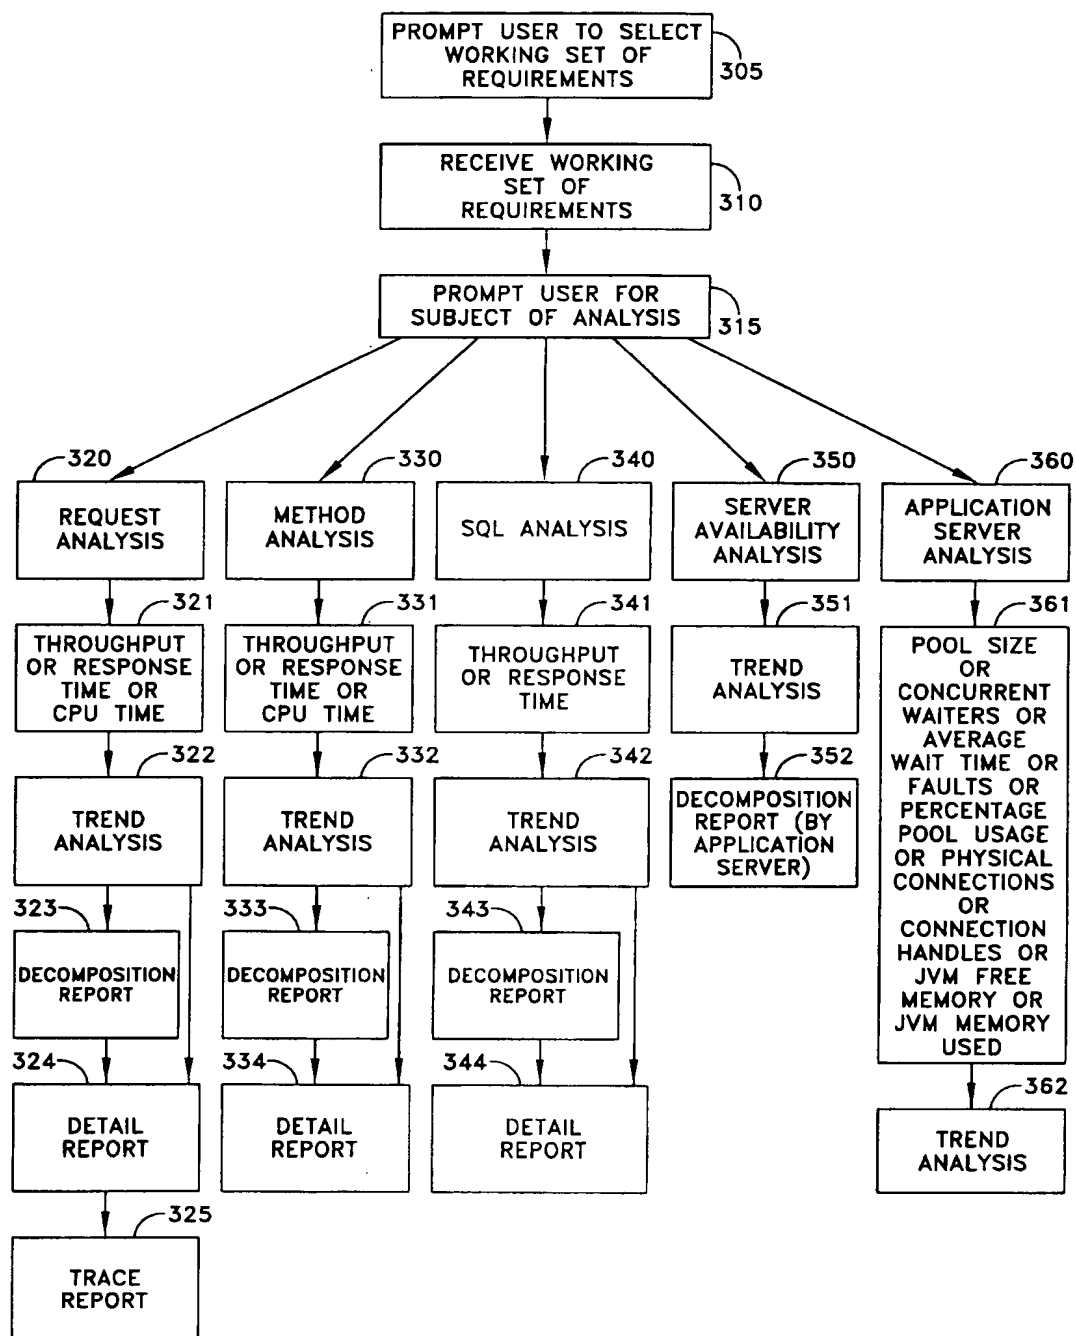 PROMPT USER TO SELECT
WORKING SET OF
REQUIREMENTS
305
RECEIVE WORKING
SET OF
REQUIREMENTS
310
PROMPT USER FOR
SUBJECT OF ANALYSIS
315
320
REQUEST
ANALYSIS
321
THROUGHPUT
OR RESPONSE
TIME OR
CPU TIME
322
TREND
ANALYSIS
323
DECOMPOSITION
REPORT
324
DETAIL
REPORT
325
TRACE
REPORT
330
METHOD
ANALYSIS
331
THROUGHPUT
OR RESPONSE
TIME OR
CPU TIME
332
TREND
ANALYSIS
333
DECOMPOSITION
REPORT
334
DETAIL
REPORT
340
SQL ANALYSIS
341
THROUGHPUT
OR RESPONSE
TIME
342
TREND
ANALYSIS
343
DECOMPOSITION
REPORT
344
DETAIL
REPORT
350
SERVER
AVAILABILITY
ANALYSIS
351
TREND
ANALYSIS
352
DECOMPOSITION
REPORT (BY
APPLICATION
SERVER)
360
APPLICATION
SERVER
ANALYSIS
361
POOL SIZE
OR
CONCURRENT
WAITERS OR
AVERAGE
WAIT TIME OR
FAULTS OR
PERCENTAGE
POOL USAGE
OR PHYSICAL
CONNECTIONS
OR
CONNECTION
HANDLES OR
JVM FREE
MEMORY OR
JVM MEMORY
USED
362
TREND
ANALYSIS